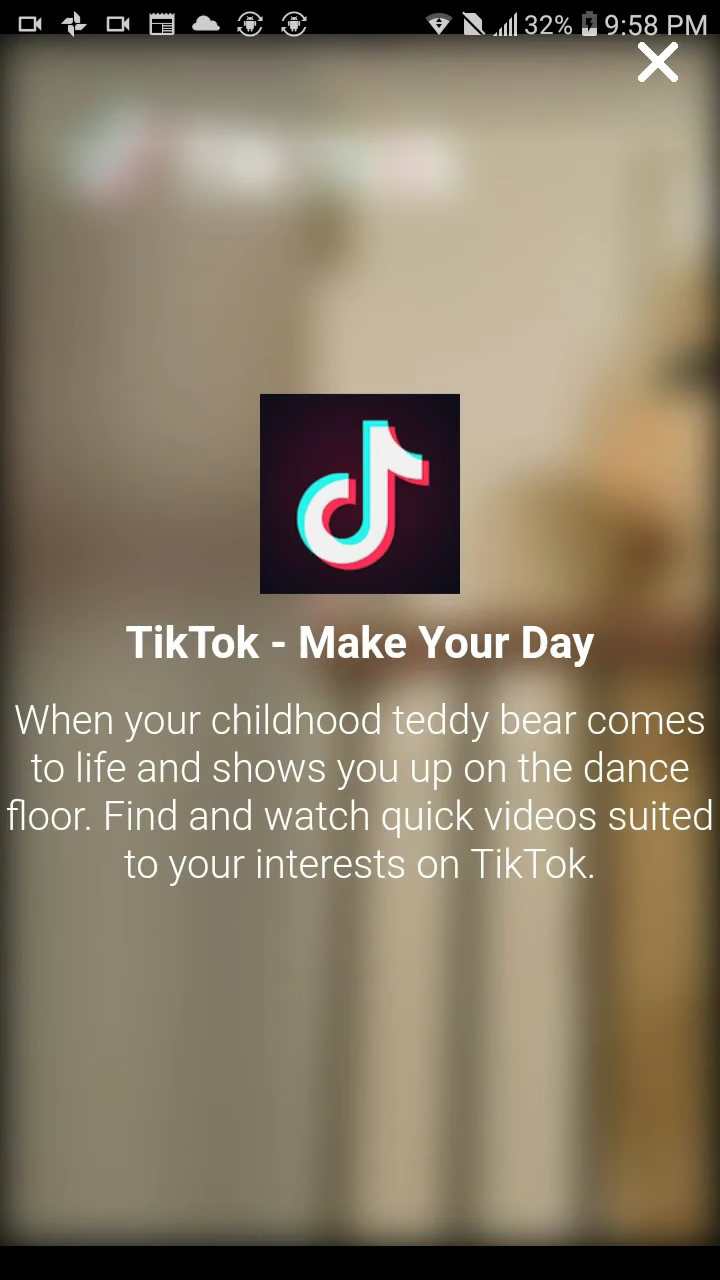 32% 9:58 PM
TikTok - Make Your Day
When your childhood teddy bear comes
to life and shows you up on the dance
floor. Find and watch quick videos suited
to your interests on TikTok.